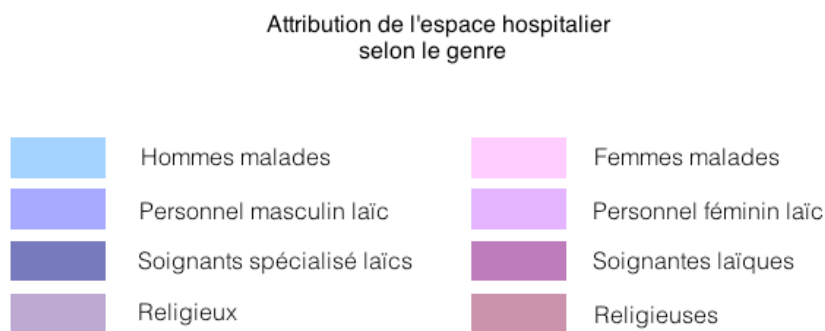 Attribution de l'espace hospitalier
selon le genre
Hommes malades
Femmes malades
Personnel masculin laïc
Personnel féminin laïc
Soignants spécialisé laïcs
Soignantes laïques
Religieux
Religieuses